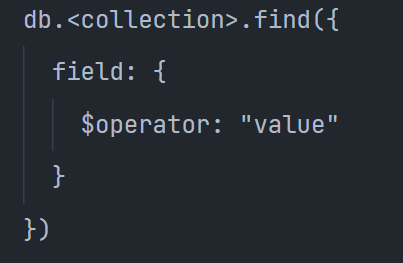 db.<collection>.find({
field: {
$operator: "value"
}
})